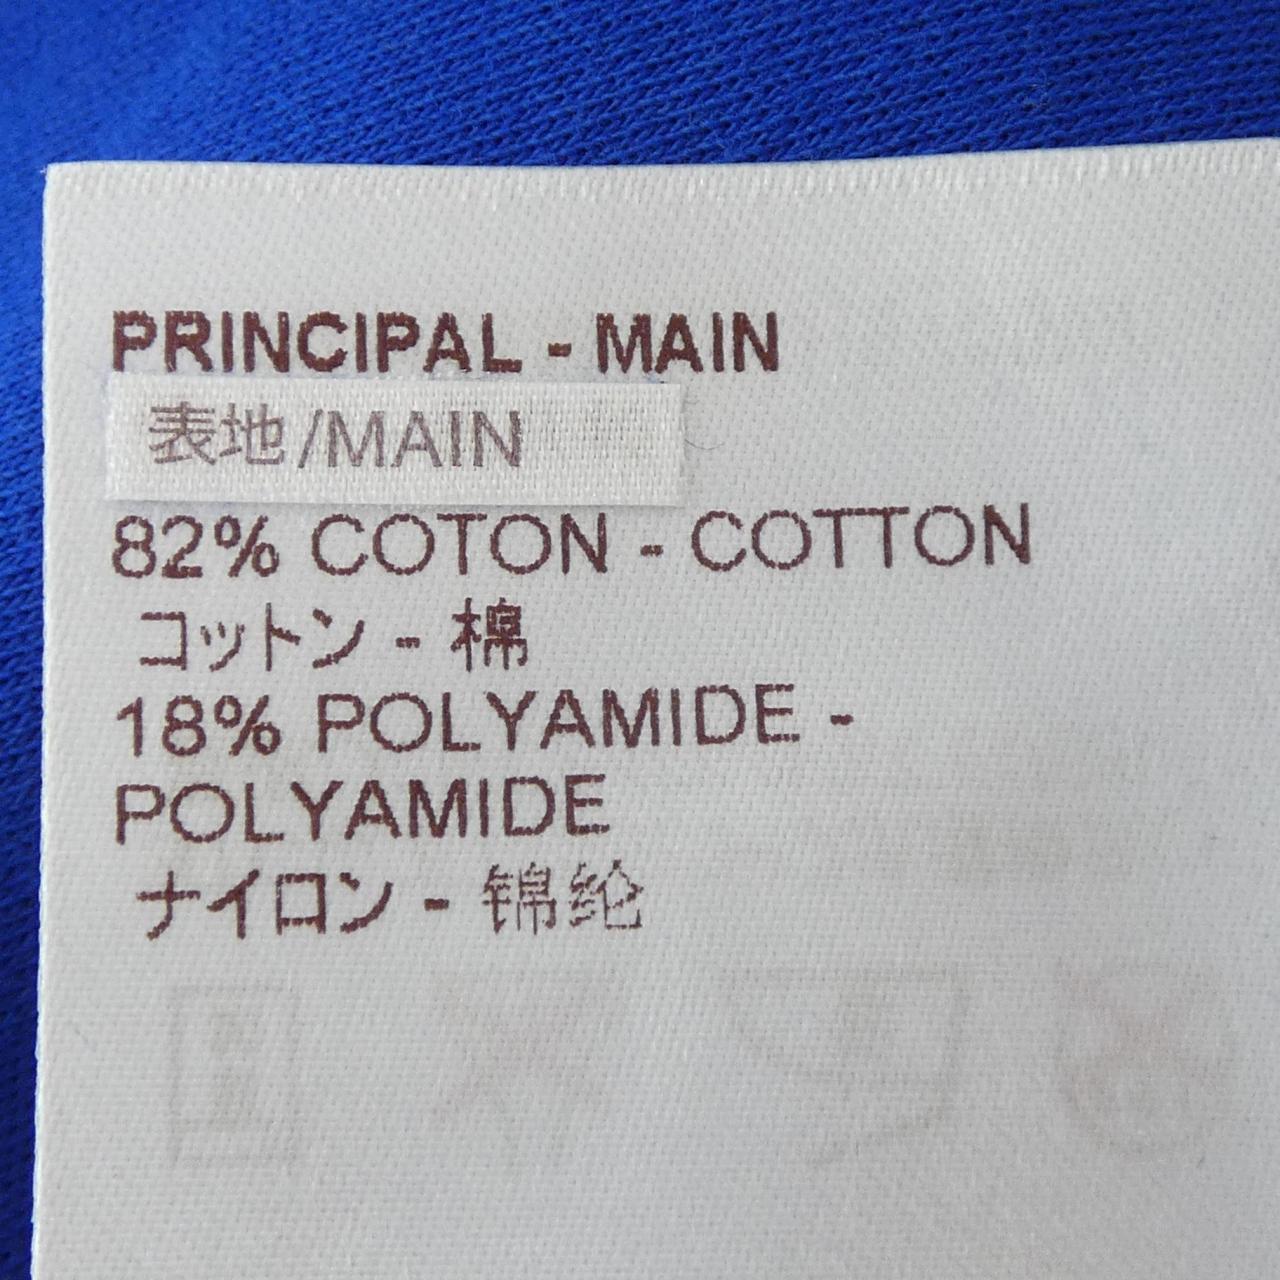 PRINCIPAL - MAIN
表地/MAIN
82% COTON - COTTON
コットン - 棉
18% POLYAMIDE -
POLYAMIDE
ナイロン - 锦纶